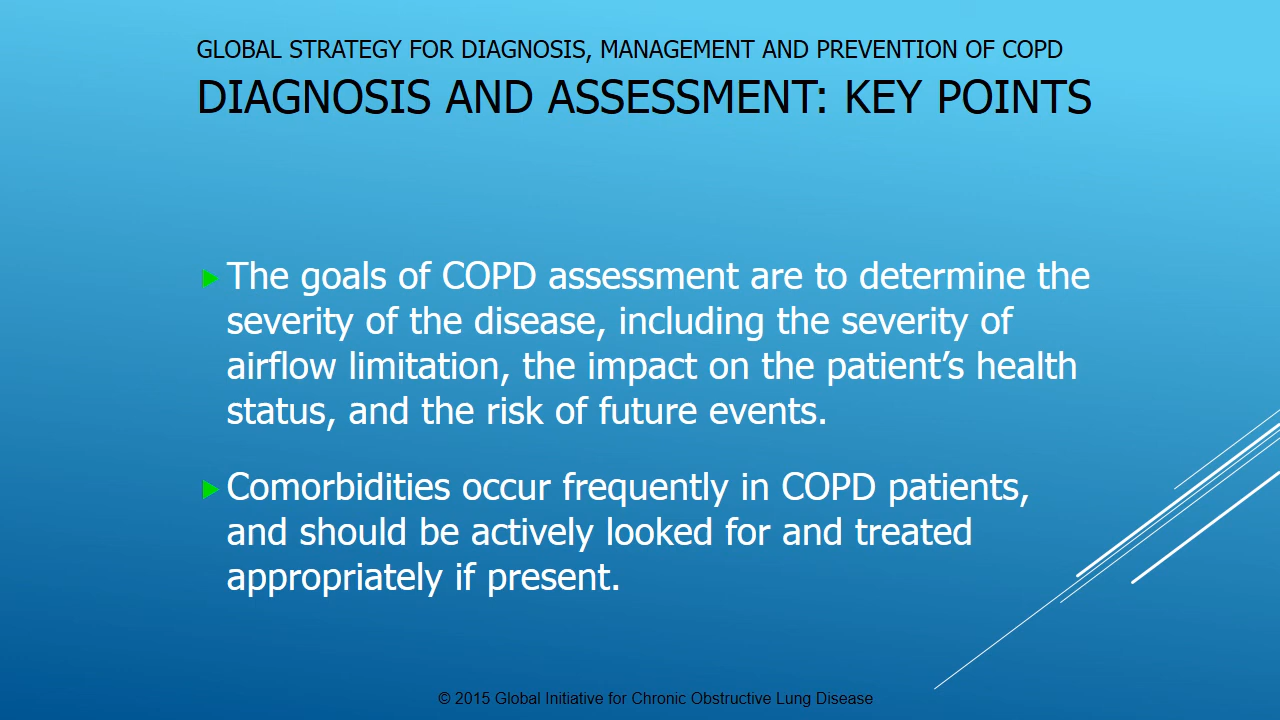 GLOBAL STRATEGY FOR DIAGNOSIS, MANAGEMENT AND PREVENTION OF COPD
DIAGNOSIS AND ASSESSMENT: KEY POINTS
The goals of COPD assessment are to determine the
severity of the disease, including the severity of
airflow limitation, the impact on the patient’s health
status, and the risk of future events.
Comorbidities occur frequently in COPD patients,
and should be actively looked for and treated
appropriately if present.
© 2015 Global Initiative for Chronic Obstructive Lung Disease